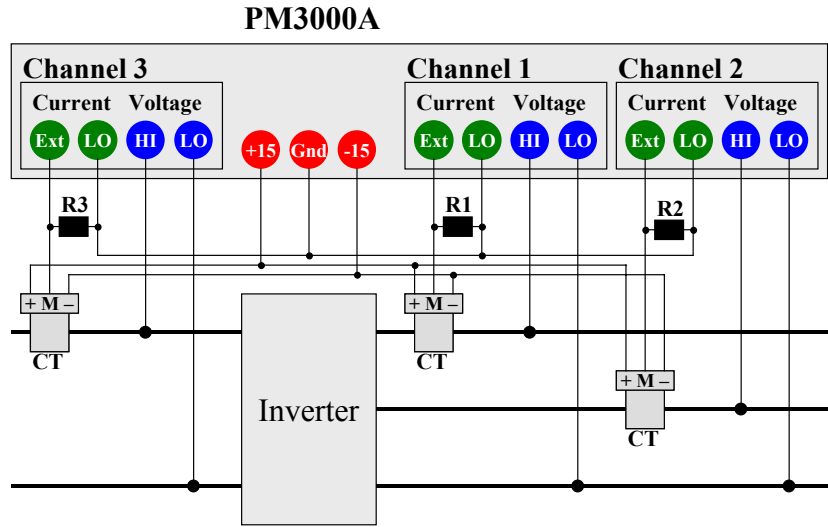 PM3000A
Channel 3 Channel 1 Channel 2
Current Voltage Current Voltage Current Voltage
Ext LO HI LO +15 Gnd -15 Ext LO HI LO Ext LO HI LO
R3 R1 R2
+ M – + M –
CT CT
+ M –
Inverter
CT